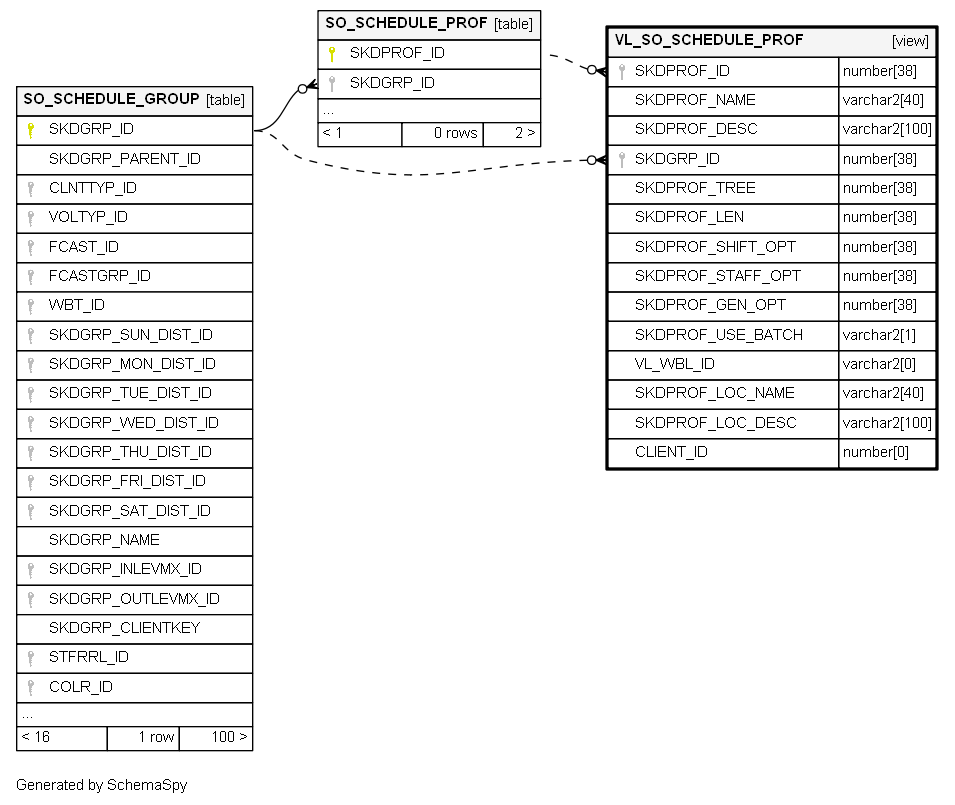 SO_SCHEDULE_PROF [table]
SKDPROF_ID
SKDGRP_ID
...
< 1 0 rows 2 >
VL_SO_SCHEDULE_PROF [view]
SKDPROF_ID number[38]
SKDPROF_NAME varchar2[40]
SKDPROF_DESC varchar2[100]
SKDGRP_ID number[38]
SKDPROF_TREE number[38]
SKDPROF_LEN number[38]
SKDPROF_SHIFT_OPT number[38]
SKDPROF_STAFF_OPT number[38]
SKDPROF_GEN_OPT number[38]
SKDPROF_USE_BATCH varchar2[1]
VL_WBL_ID varchar2[0]
SKDPROF_LOC_NAME varchar2[40]
SKDPROF_LOC_DESC varchar2[100]
CLIENT_ID number[0]
SO_SCHEDULE_GROUP [table]
SKDGRP_ID
SKDGRP_PARENT_ID
CLNTTYP_ID
VOLTYP_ID
FCAST_ID
FCASTGRP_ID
WBT_ID
SKDGRP_SUN_DIST_ID
SKDGRP_MON_DIST_ID
SKDGRP_TUE_DIST_ID
SKDGRP_WED_DIST_ID
SKDGRP_THU_DIST_ID
SKDGRP_FRI_DIST_ID
SKDGRP_SAT_DIST_ID
SKDGRP_NAME
SKDGRP_INLEVMX_ID
SKDGRP_OUTLEVMX_ID
SKDGRP_CLIENTKEY
STFRRL_ID
COLR_ID
...
< 16 1 row 100 >
Generated by SchemaSpy